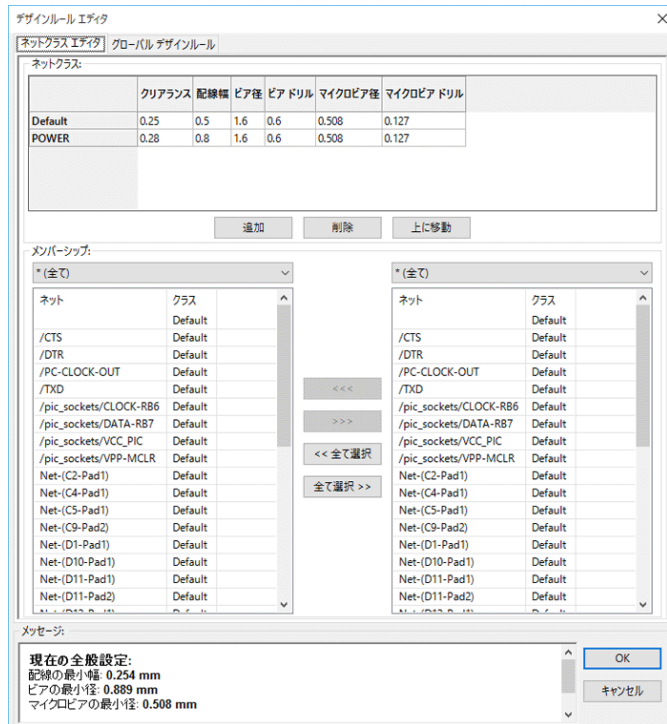 デザインルール エディタ
ネットクラス エディタ グローバル デザインルール
ネットクラス:
クリアランス 配線幅 ビア径 ビア ドリル マイクロビア径 マイクロビア ドリル
Default 0.25 0.5 1.6 0.6 0.508 0.127
POWER 0.28 0.8 1.6 0.6 0.508 0.127
追加 削除 上に移動
メンバーシップ:
* (全て) * (全て)
ネット クラス ネット クラス
Default Default
/CTS Default /CTS Default
/DTR Default /DTR Default
/PC-CLOCK-OUT Default /PC-CLOCK-OUT Default
/TXD Default <<< /TXD Default
/pic_sockets/CLOCK-RB6 Default /pic_sockets/CLOCK-RB6 Default
/pic_sockets/DATA-RB7 Default >>> /pic_sockets/DATA-RB7 Default
/pic_sockets/VCC_PIC Default /pic_sockets/VCC_PIC Default
/pic_sockets/VPP-MCLR Default << 全て選択 /pic_sockets/VPP-MCLR Default
Net-(C2-Pad1) Default Net-(C2-Pad1) Default
Net-(C4-Pad1) Default 全て選択 >> Net-(C4-Pad1) Default
Net-(C5-Pad1) Default Net-(C5-Pad1) Default
Net-(C9-Pad2) Default Net-(C9-Pad2) Default
Net-(D1-Pad1) Default Net-(D1-Pad1) Default
Net-(D10-Pad1) Default Net-(D10-Pad1) Default
Net-(D11-Pad1) Default Net-(D11-Pad1) Default
Net-(D11-Pad2) Default Net-(D11-Pad2) Default
メッセージ:
現在の全般設定:
配線の最小幅: 0.254 mm
ビアの最小径: 0.889 mm
マイクロビアの最小径: 0.508 mm
OK
キャンセル